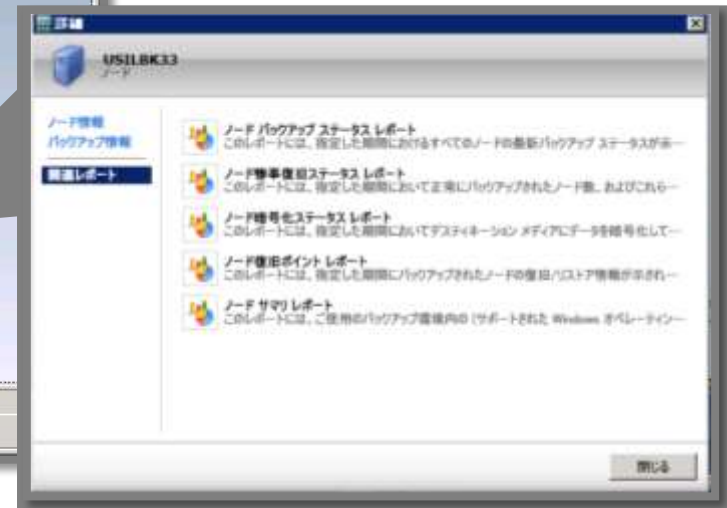 詳細
USILBK33
ノード
ノード情報
バックアップ情報
関連レポート
ノード バックアップ ステータス レポート
このレポートには、指定した期間におけるすべてのノードの最新バックアップ ステータスが示…
ノード惨事復旧ステータス レポート
このレポートには、指定した期間において正常にバックアップされたノード数、およびこれら…
ノード暗号化ステータス レポート
このレポートには、指定した期間においてデスティネーション メディアにデータを暗号化して…
ノード復旧ポイント レポート
このレポートには、指定した期間にバックアップされたノードの復旧/リストア情報が示され…
ノード サマリ レポート
このレポートには、ご使用のバックアップ環境内の (サポートされた Windows オペレーティン…
閉じる